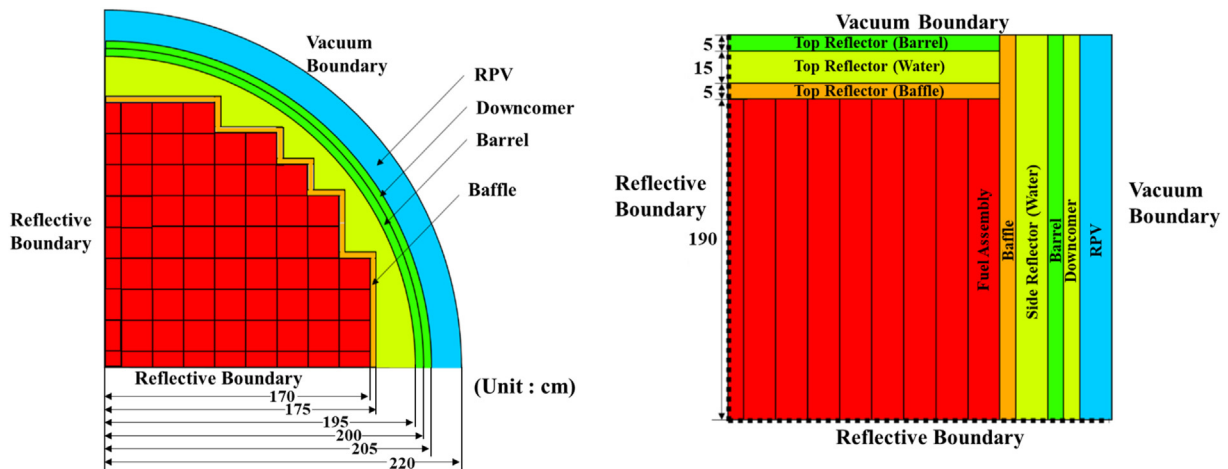 Vacuum
Boundary
RPV
Downcomer
Barrel
Baffle
Reflective
Boundary
Reflective Boundary
(Unit : cm)
170
175
195
200
205
220
Vacuum Boundary
5
Top Reflector (Barrel)
15
Top Reflector (Water)
5
Top Reflector (Baffle)
Reflective
Boundary
190
Fuel Assembly
Baffle
Side Reflector (Water)
Barrel
Downcomer
RPV
Vacuum
Boundary
Reflective Boundary